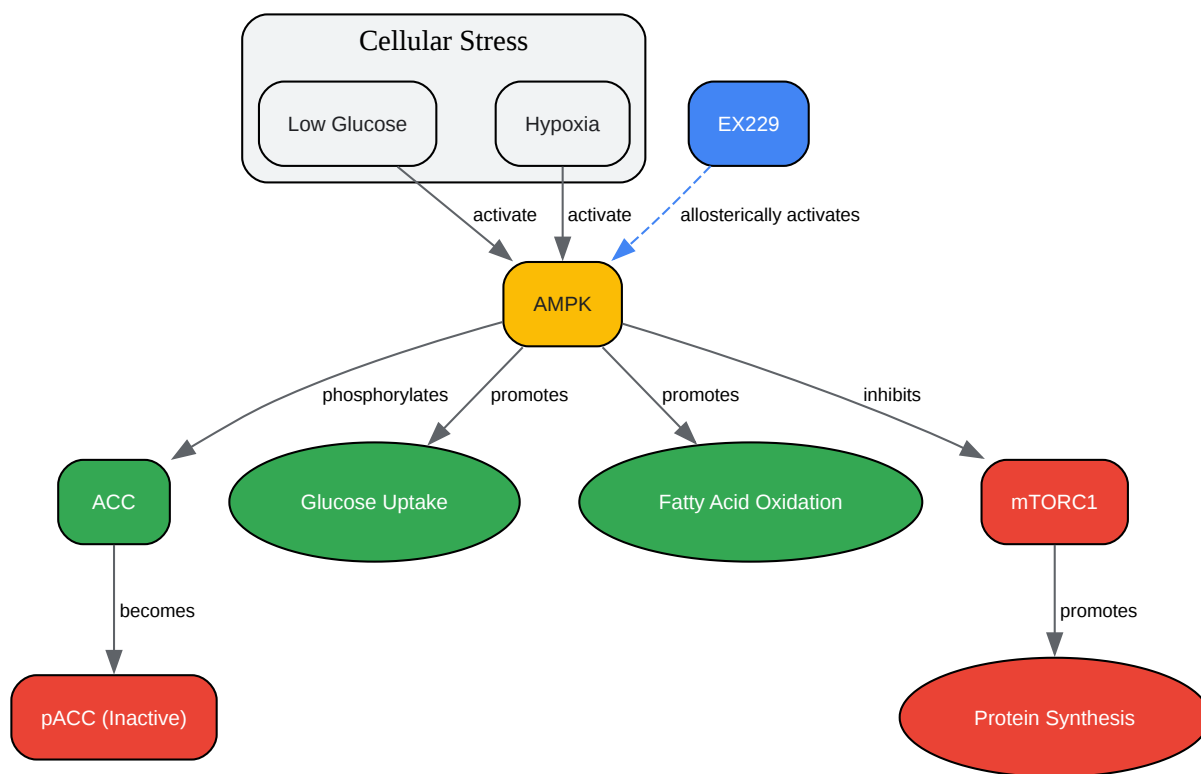 Cellular Stress
Low Glucose
Hypoxia
EX229
activate
activate
allosterically activates
AMPK
phosphorylates
promotes
promotes
inhibits
ACC
Glucose Uptake
Fatty Acid Oxidation
mTORC1
becomes
promotes
pACC (Inactive)
Protein Synthesis